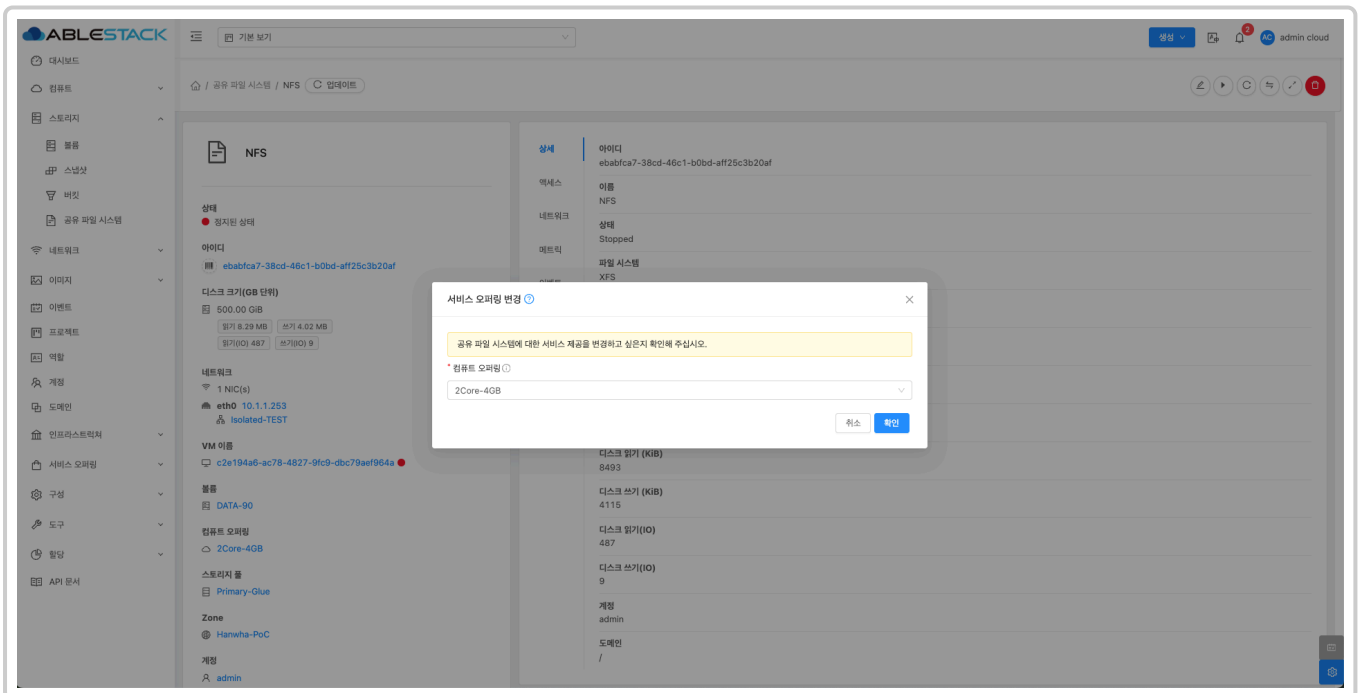 ABLESTACK
기본 보기
생성
2
AC
admin cloud
대시보드
컴퓨트
스토리지
볼륨
스냅샷
버킷
공유 파일 시스템
네트워크
이미지
이벤트
프로젝트
역할
계정
도메인
인프라스트럭쳐
서비스 오퍼링
구성
도구
할당
API 문서
/ 공유 파일 시스템 / NFS
업데이트
NFS
상태
정지된 상태
아이디
ebabfca7-38cd-46c1-b0bd-aff25c3b20af
디스크 크기(GB 단위)
500.00 GiB
읽기 8.29 MB 쓰기 4.02 MB
읽기(IO) 487 쓰기(IO) 9
네트워크
1 NIC(s)
eth0 10.1.1.253
Isolated-TEST
VM 이름
c2e194a6-ac78-4827-9fc9-dbc79aef964a
볼륨
DATA-90
컴퓨트 오퍼링
2Core-4GB
스토리지 풀
Primary-Glue
Zone
Hanwha-PoC
계정
admin
상세
액세스
네트워크
메트릭
아이디
ebabfca7-38cd-46c1-b0bd-aff25c3b20af
이름
NFS
상태
Stopped
파일 시스템
XFS
서비스 오퍼링 변경
공유 파일 시스템에 대한 서비스 제공을 변경하고 싶은지 확인해 주십시오.
* 컴퓨트 오퍼링
2Core-4GB
취소
확인
디스크 읽기 (KiB)
8493
디스크 쓰기 (KiB)
4115
디스크 읽기(IO)
487
디스크 쓰기(IO)
9
계정
admin
도메인
/